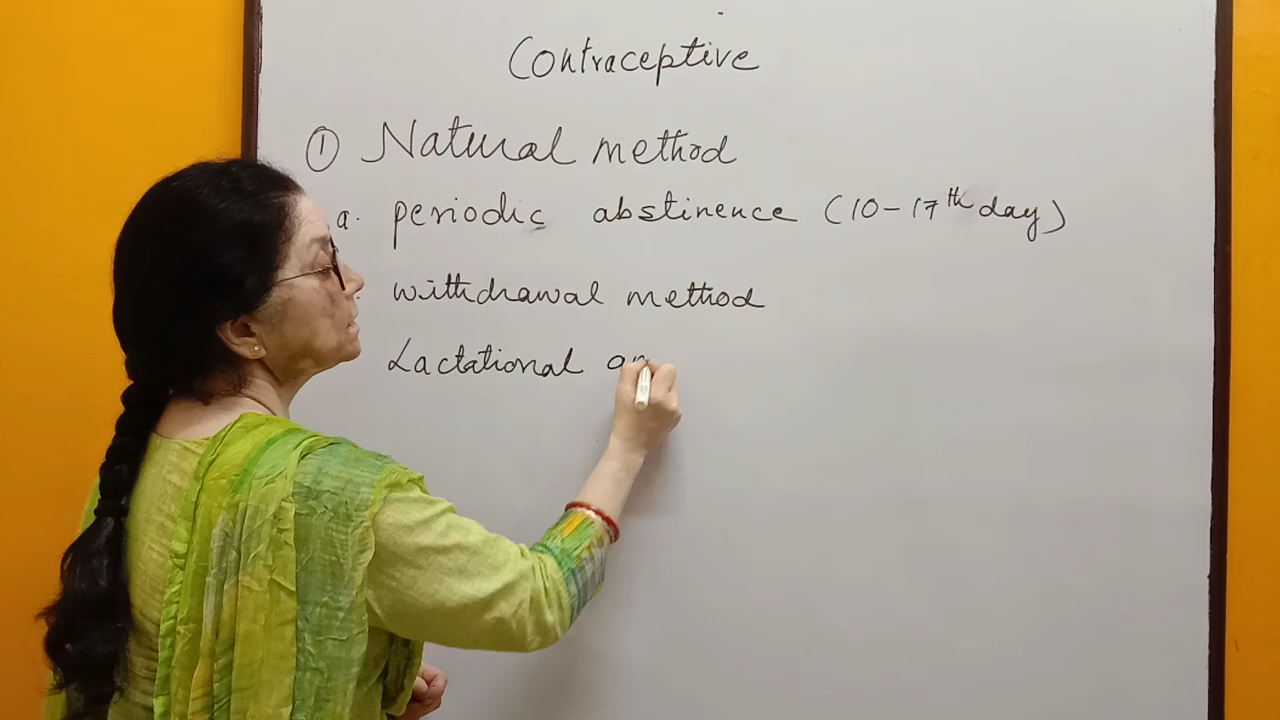 Contraceptive
① Natural method
a. periodic abstinence (10-17th day)
withdrawal method
Lactational